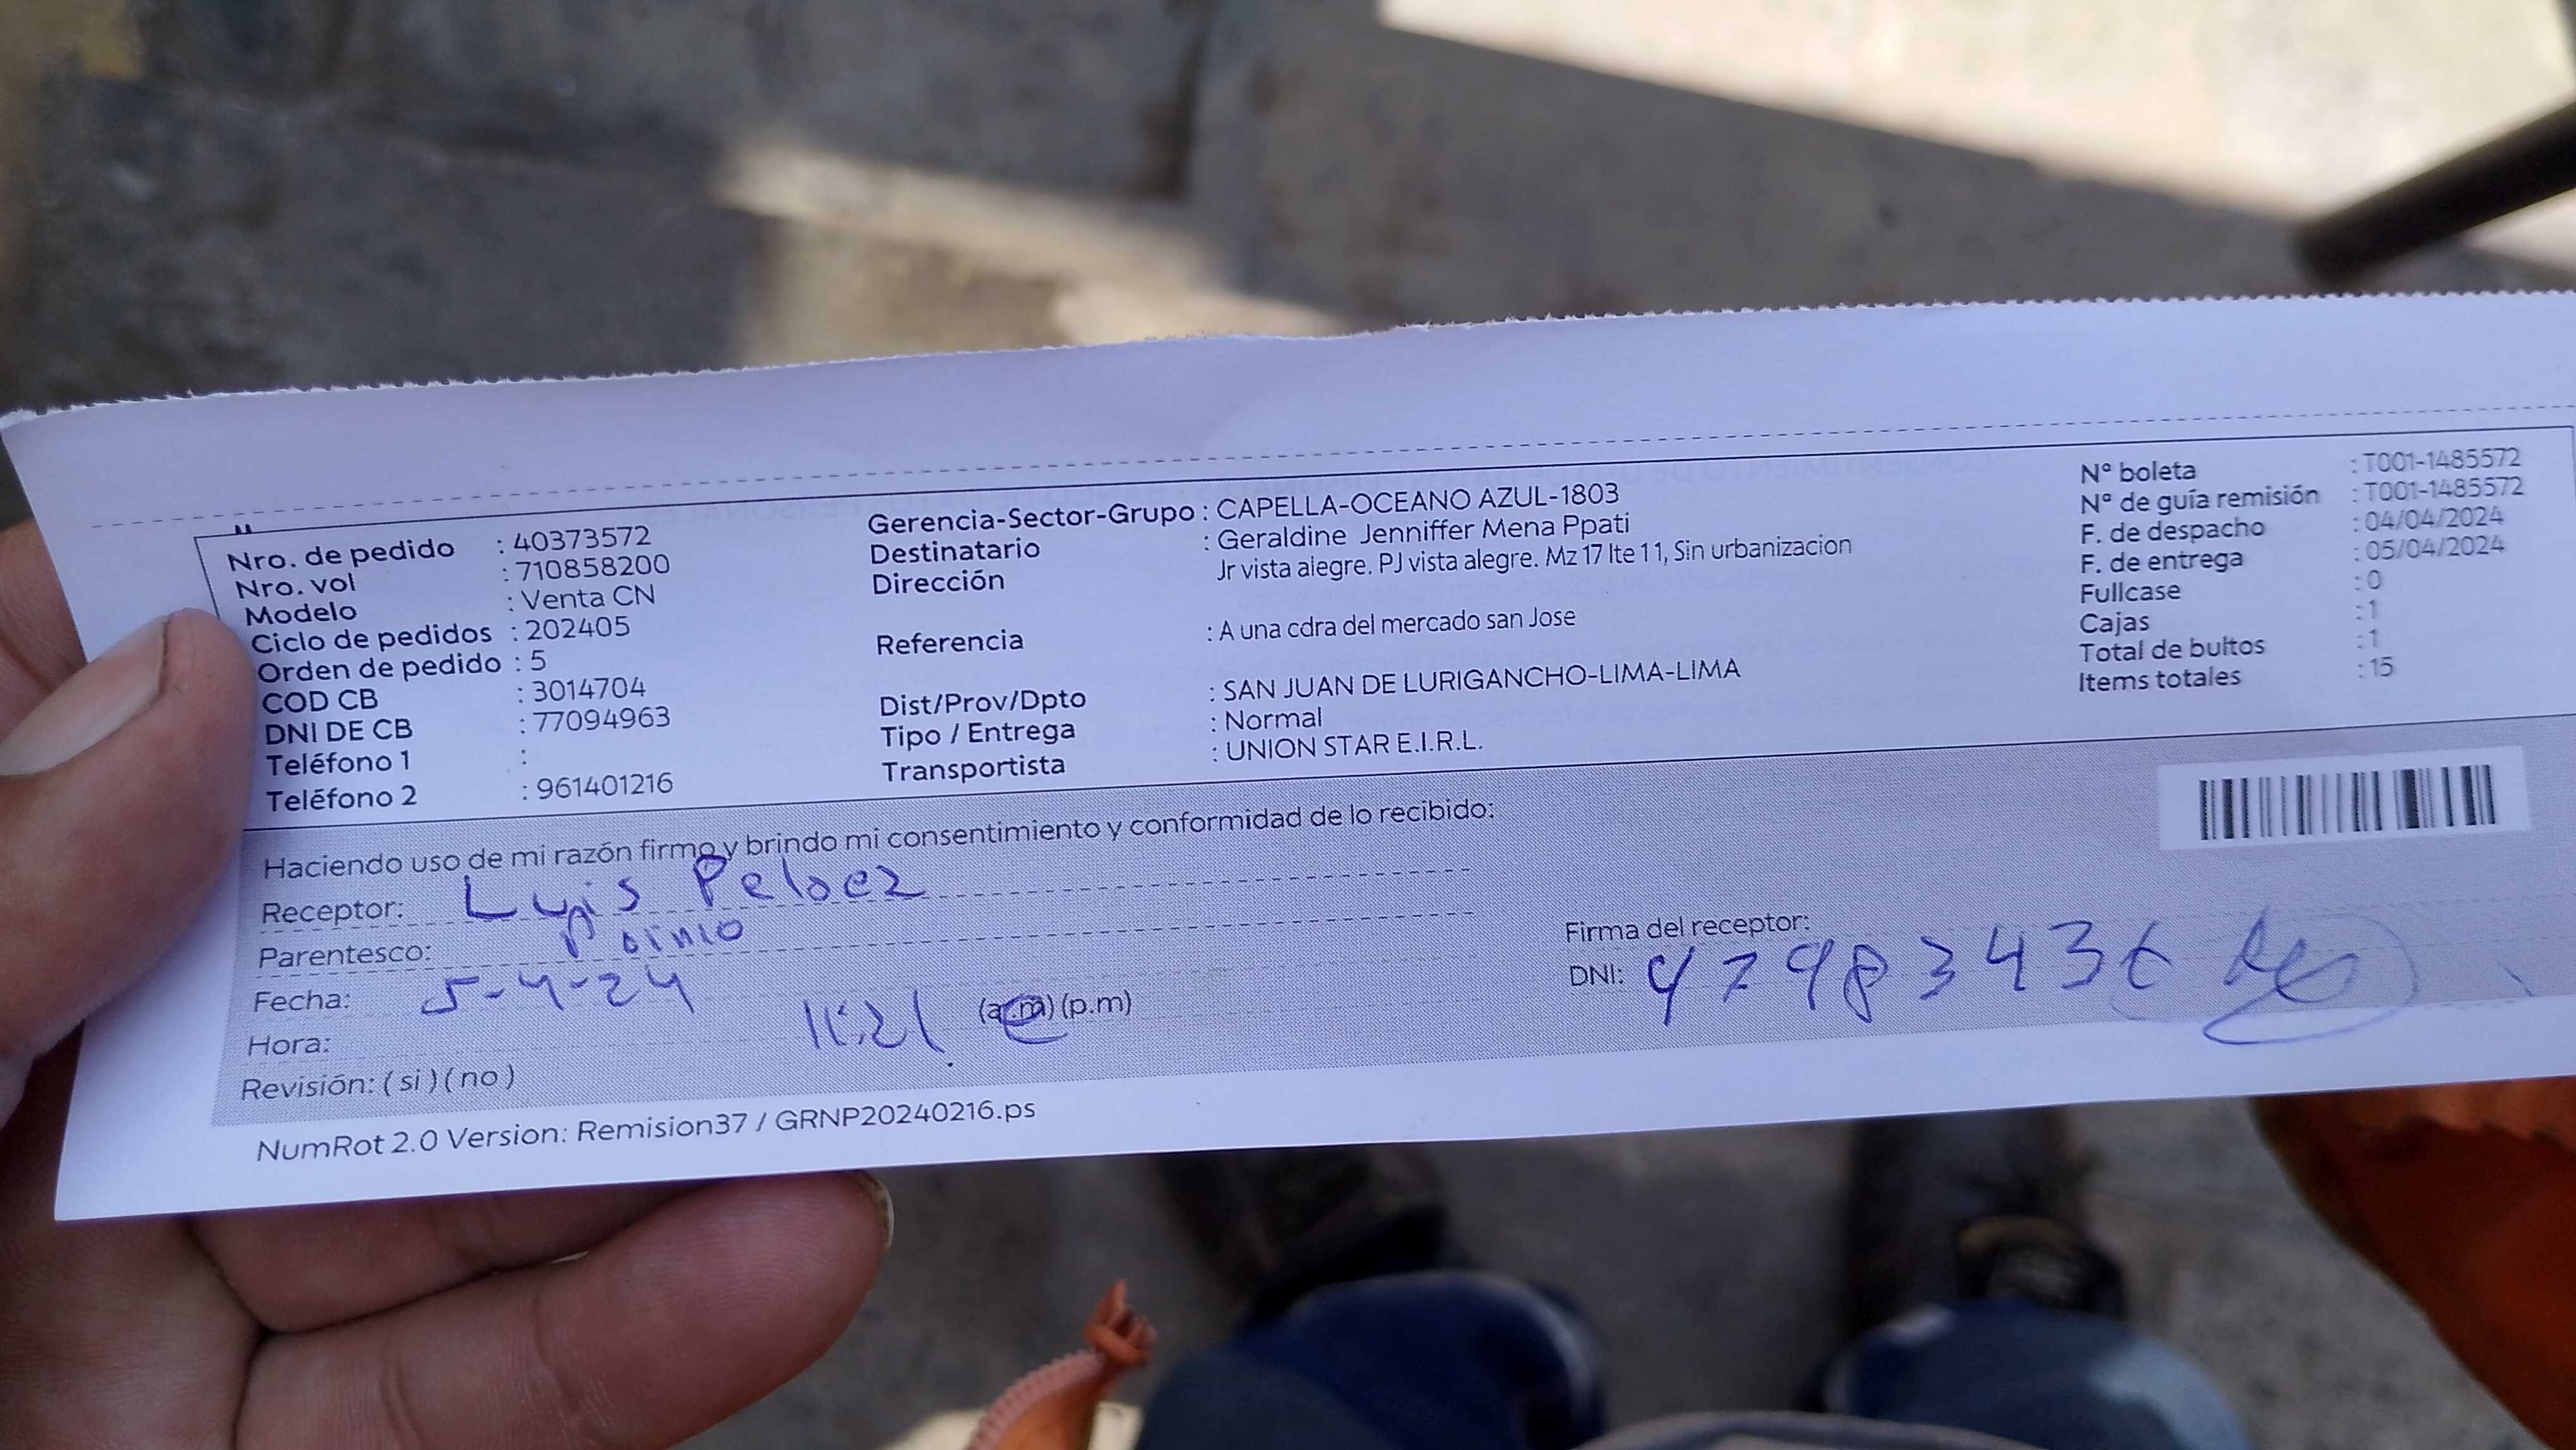 Nro. de pedido : 40373572
Nro. vol : 710858200
Modelo : Venta CN
Ciclo de pedidos : 202405
Orden de pedido : 5
COD CB : 3014704
DNI DE CB : 77094963
Teléfono 1 :
Teléfono 2 : 961401216
Gerencia-Sector-Grupo : CAPELLA-OCEANO AZUL-1803
Destinatario : Geraldine Jenniffer Mena Ppati
Dirección Jr vista alegre. PJ vista alegre. Mz 17 lte 11, Sin urbanizacion
Referencia : A una cdra del mercado san Jose
Dist/Prov/Dpto : SAN JUAN DE LURIGANCHO-LIMA-LIMA
Tipo / Entrega : Normal
Transportista : UNION STAR E.I.R.L.
Nº boleta : T001-1485572
Nº de guía remisión : T001-1485572
F. de despacho : 04/04/2024
F. de entrega : 05/04/2024
Fullcase : 0
Cajas : 1
Total de bultos : 1
Items totales : 15
Haciendo uso de mi razón firmo y brindo mi consentimiento y conformidad de lo recibido:
Receptor: Luis Peloez
Parentesco:
Fecha: 5-4-24
Hora: 11:21 (a.m) (p.m)
Revisión: ( si ) ( no )
Firma del receptor:
DNI: 47983436
NumRot 2.0 Version: Remision37 / GRNP20240216.ps